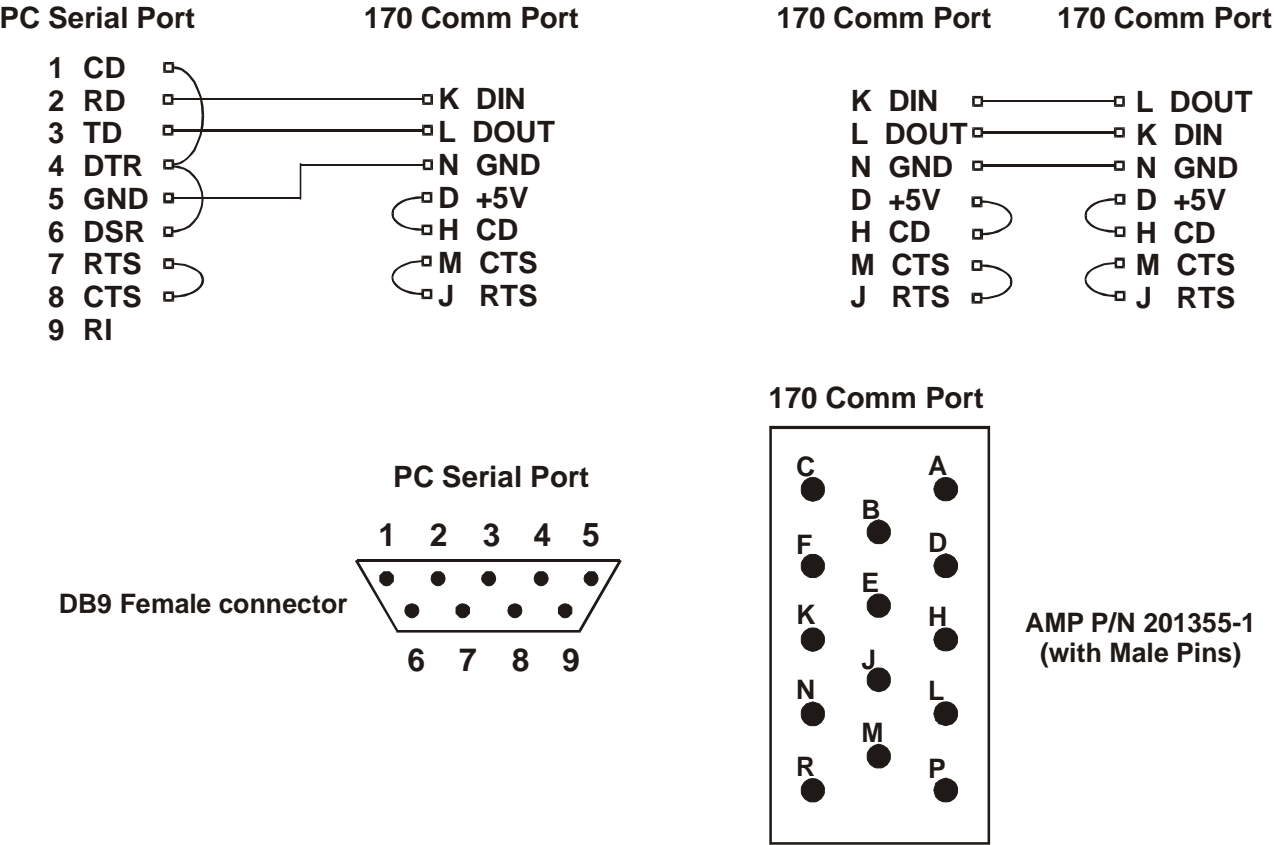 PC Serial Port
170 Comm Port
1 CD
2 RD
3 TD
4 DTR
5 GND
6 DSR
7 RTS
8 CTS
9 RI
K DIN
L DOUT
N GND
D +5V
H CD
M CTS
J RTS
170 Comm Port
170 Comm Port
K DIN
L DOUT
N GND
D +5V
H CD
M CTS
J RTS
L DOUT
K DIN
N GND
D +5V
H CD
M CTS
J RTS
PC Serial Port
1 2 3 4 5
DB9 Female connector
6 7 8 9
170 Comm Port
C A
B
F D
E
K H
J
N L
M
R P
AMP P/N 201355-1
(with Male Pins)